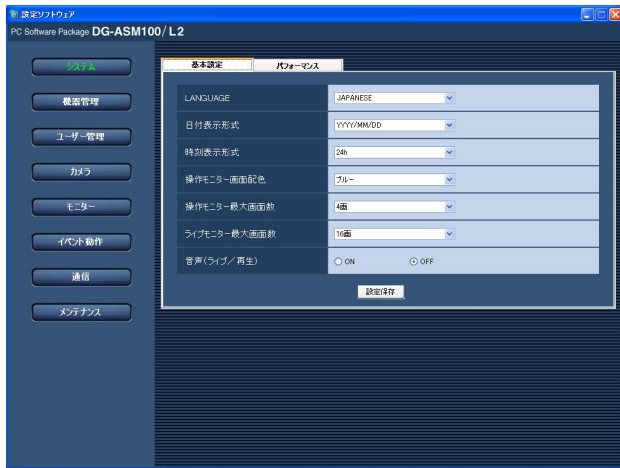 設定ソフトウェア
PC Software Package DG-ASM100/L2
システム
機器管理
ユーザー管理
カメラ
モニター
イベント動作
通信
メンテナンス
基本設定 パフォーマンス
LANGUAGE JAPANESE
日付表示形式 YYYY/MM/DD
時刻表示形式 24h
操作モニター画面配色 ブルー
操作モニター最大画面数 4画
ライブモニター最大画面数 16画
音声(ライブ/再生) ON OFF
設定保存